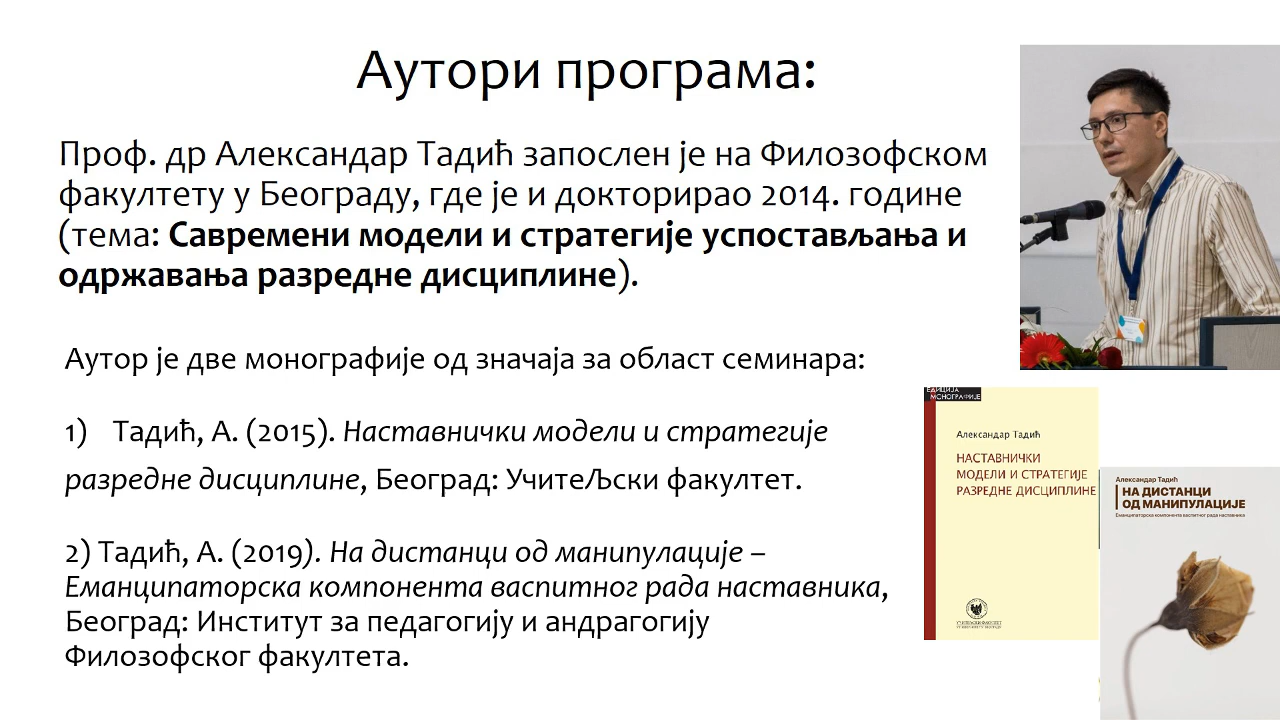 Аутори програма:
Проф. др Александар Тадић запослен је на Филозофском
факултету у Београду, где је и докторирао 2014. године
(тема: Савремени модели и стратегије успостављања и
одржавања разредне дисциплине).
Аутор је две монографије од значаја за област семинара:
1) Тадић, А. (2015). Наставнички модели и стратегије
разредне дисциплине, Београд: УчитеЉски факултет.
2) Тадић, А. (2019). На дистанци од манипулације –
Еманципаторска компонента васпитног рада наставника,
Београд: Институт за педагогију и андрагогију
Филозофског факултета.
ЕДИЦИЈА
МОНОГРАФИЈЕ
Александар Тадић
НАСТАВНИЧКИ
МОДЕЛИ И СТРАТЕГИЈЕ
РАЗРЕДНЕ ДИСЦИПЛИНЕ
Александар Тадић
НА ДИСТАНЦИ
ОД МАНИПУЛАЦИЈЕ
Еманципаторска компонента васпитног рада наставника